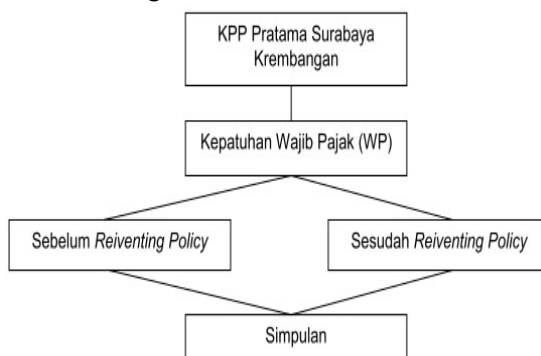 KPP Pratama Surabaya
Krembangan
Kepatuhan Wajib Pajak (WP)
Sebelum Reiventing Policy
Sesudah Reiventing Policy
Simpulan